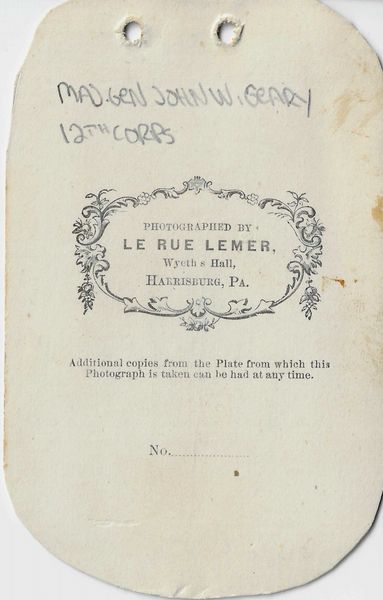 MAJ. GEN JOHN W. GEARY
12TH CORPS
PHOTOGRAPHED BY
LE RUE LEMER,
Wyeth s Hall,
HARRISBURG, PA.
Additional copies from the Plate from which this
Photograph is taken can be had at any time.
No.....................